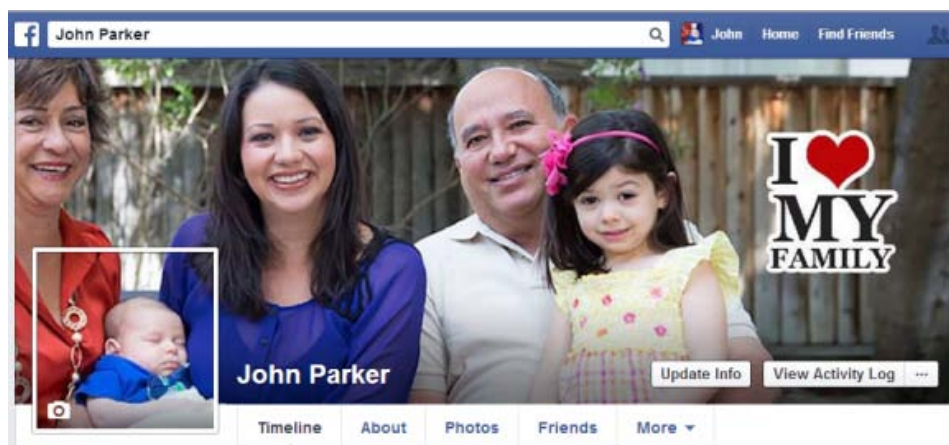 f John Parker John Home Find Friends
I
MY
FAMILY
John Parker
Update Info View Activity Log ...
Timeline About Photos Friends More